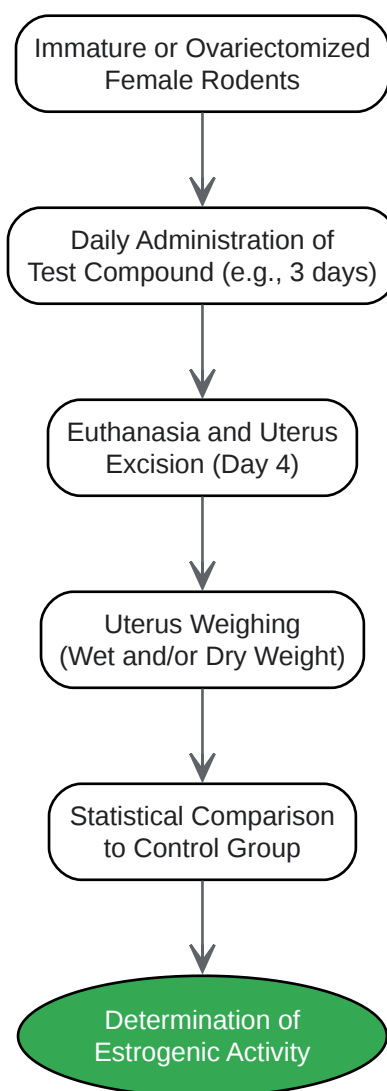 Immature or Ovariectomized
Female Rodents
Daily Administration of
Test Compound (e.g., 3 days)
Euthanasia and Uterus
Excision (Day 4)
Uterus Weighing
(Wet and/or Dry Weight)
Statistical Comparison
to Control Group
Determination of
Estrogenic Activity